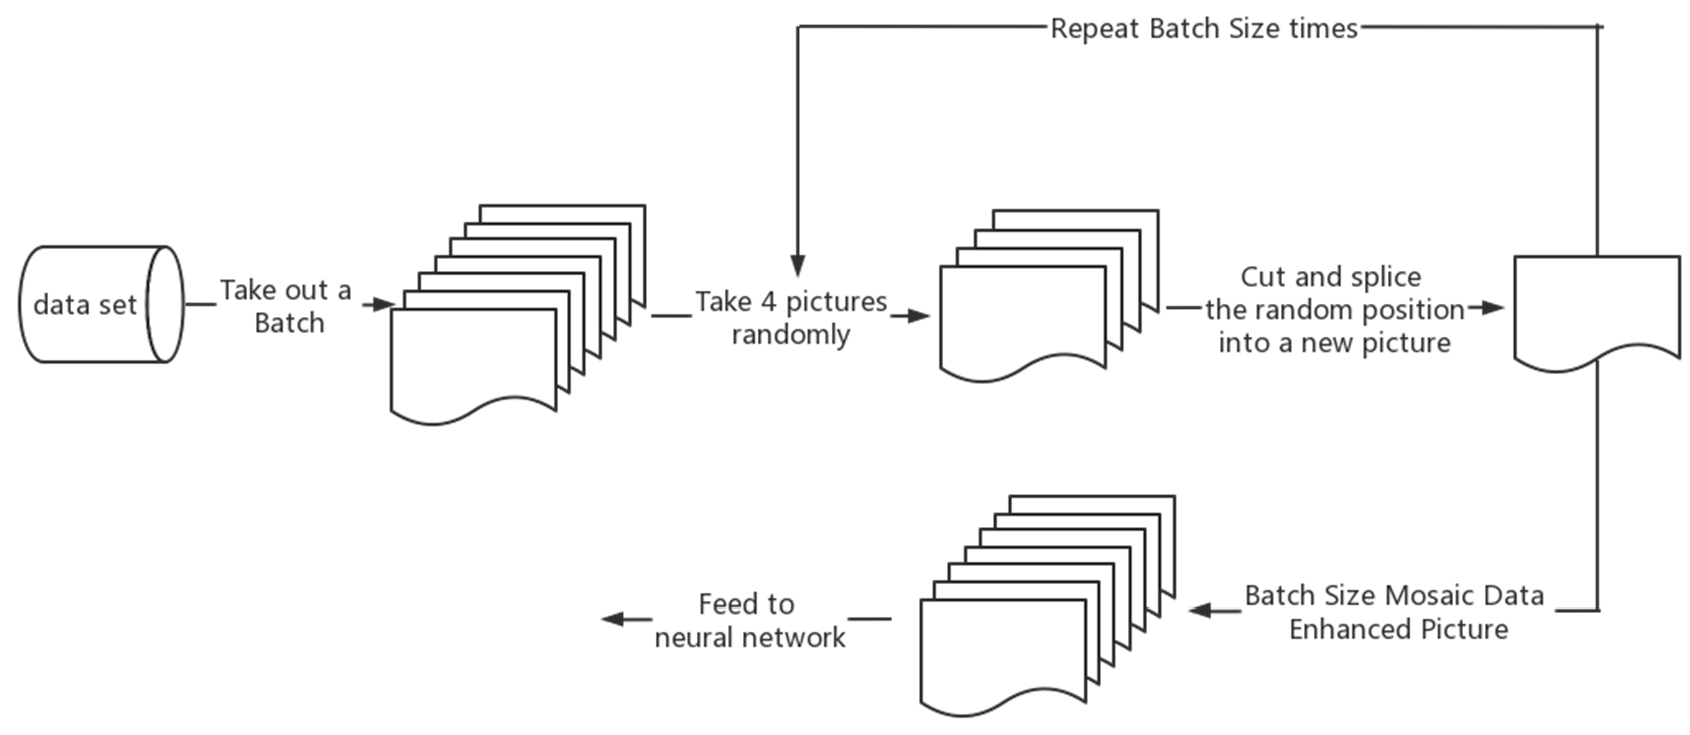 Repeat Batch Size times
data set
Take out a
Batch
Take 4 pictures
randomly
Cut and splice
the random position
into a new picture
Batch Size Mosaic Data
Enhanced Picture
Feed to
neural network